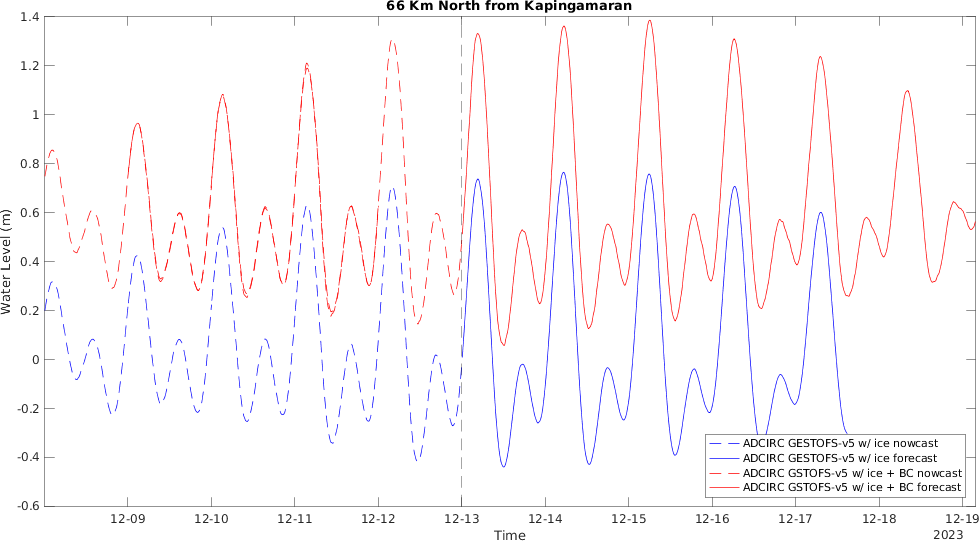 66 Km North from Kapingamaran
1.4
1.2
1
0.8
0.6
0.4
0.2
0
-0.2
-0.4
-0.6
Water Level (m)
ADCIRC GESTOFS-v5 w/ ice nowcast
ADCIRC GESTOFS-v5 w/ ice forecast
ADCIRC GSTOFS-v5 w/ ice + BC nowcast
ADCIRC GSTOFS-v5 w/ ice + BC forecast
12-09 12-10 12-11 12-12 12-13 12-14 12-15 12-16 12-17 12-18 12-19
Time
2023